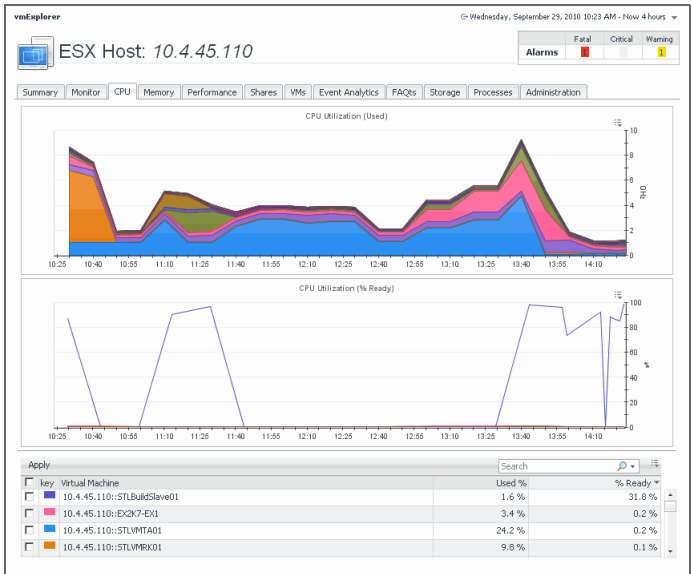 vmExplorer
Wednesday, September 29, 2010 10:23 AM - Now 4 hours
ESX Host: 10.4.45.110
Fatal Critical Warning
Alarms 1 1
Summary Monitor CPU Memory Performance Shares VMs Event Analytics FAQts Storage Processes Administration
CPU Utilization (Used)
10
8
6
4
2
0
GHz
10:25 10:40 10:55 11:10 11:25 11:40 11:55 12:10 12:25 12:40 12:55 13:10 13:25 13:40 13:55 14:10
CPU Utilization (% Ready)
100
80
60
40
20
0
%
10:25 10:40 10:55 11:10 11:25 11:40 11:55 12:10 12:25 12:40 12:55 13:10 13:25 13:40 13:55 14:10
Apply Search
key Virtual Machine Used % % Ready
10.4.45.110::STLBuildSlave01 1.6 % 31.8 %
10.4.45.110::EX2K7-EX1 3.4 % 0.2 %
10.4.45.110::STLVMTA01 24.2 % 0.2 %
10.4.45.110::STLVMRK01 9.8 % 0.1 %